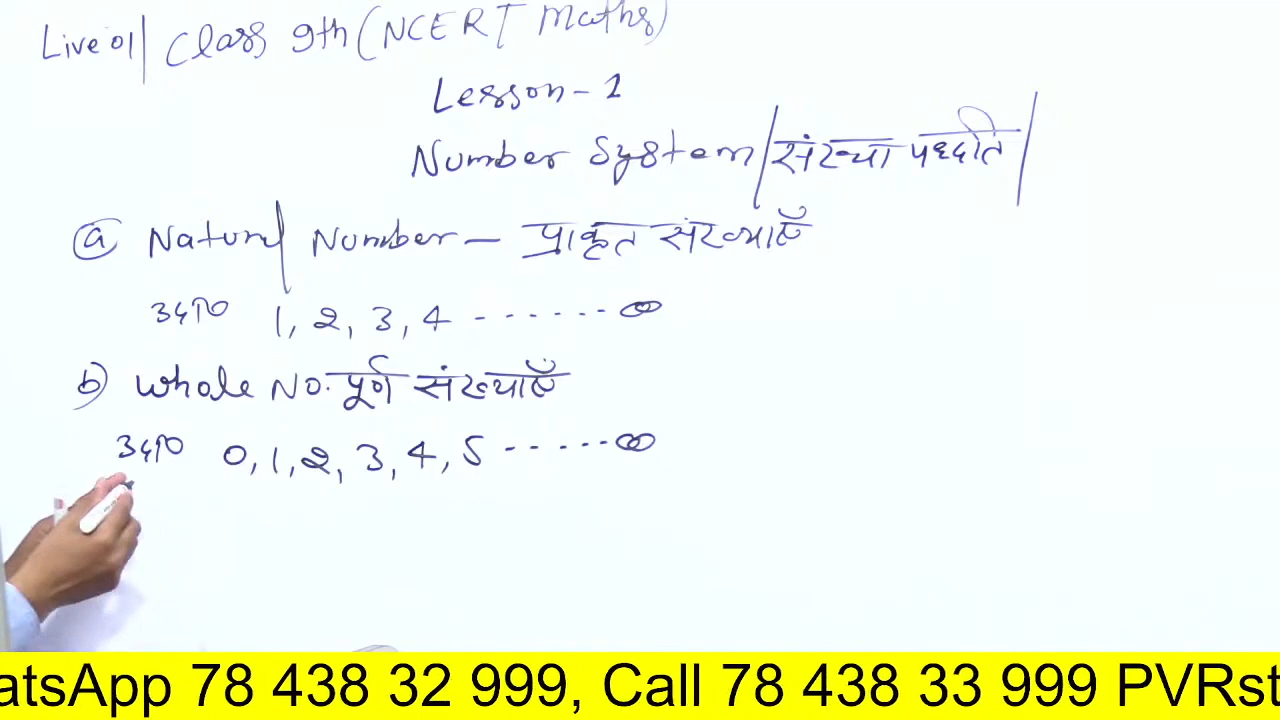 Live 01| Class 9th (NCERT Maths)
Lesson - 1
Number System |संख्या पद्धति|
(a) Natural Number - प्राकृत संख्याएँ
उदा० 1, 2, 3, 4 ------- ∞
b) Whole No. पूर्ण संख्याएँ
उदा० 0, 1, 2, 3, 4, 5 ------ ∞
atsApp 78 438 32 999, Call 78 438 33 999 PVRst